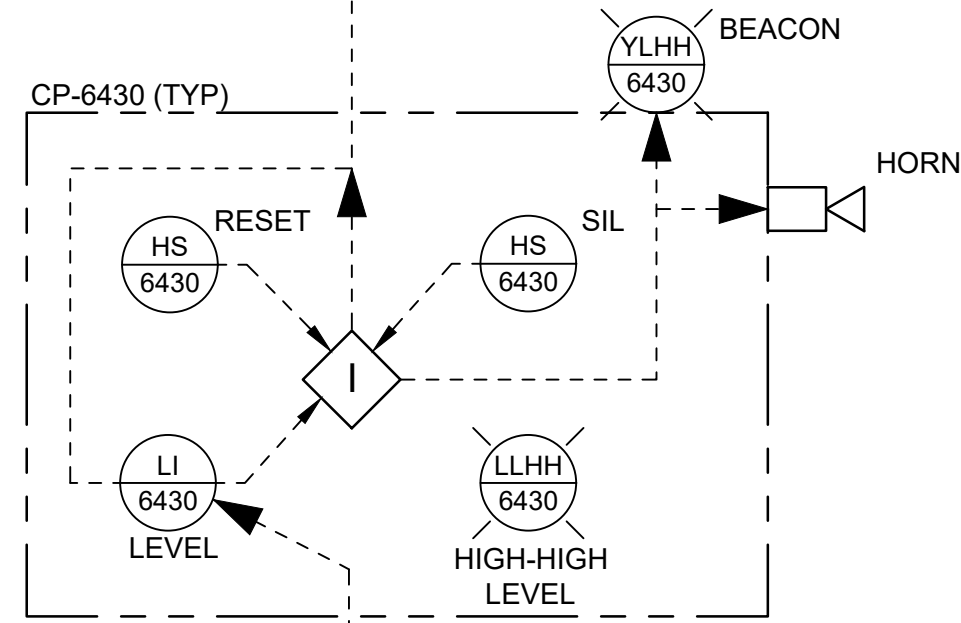 YLHH
6430
BEACON
CP-6430 (TYP)
HORN
RESET
HS
6430
SIL
HS
6430
I
LI
6430
LEVEL
LLHH
6430
HIGH-HIGH
LEVEL